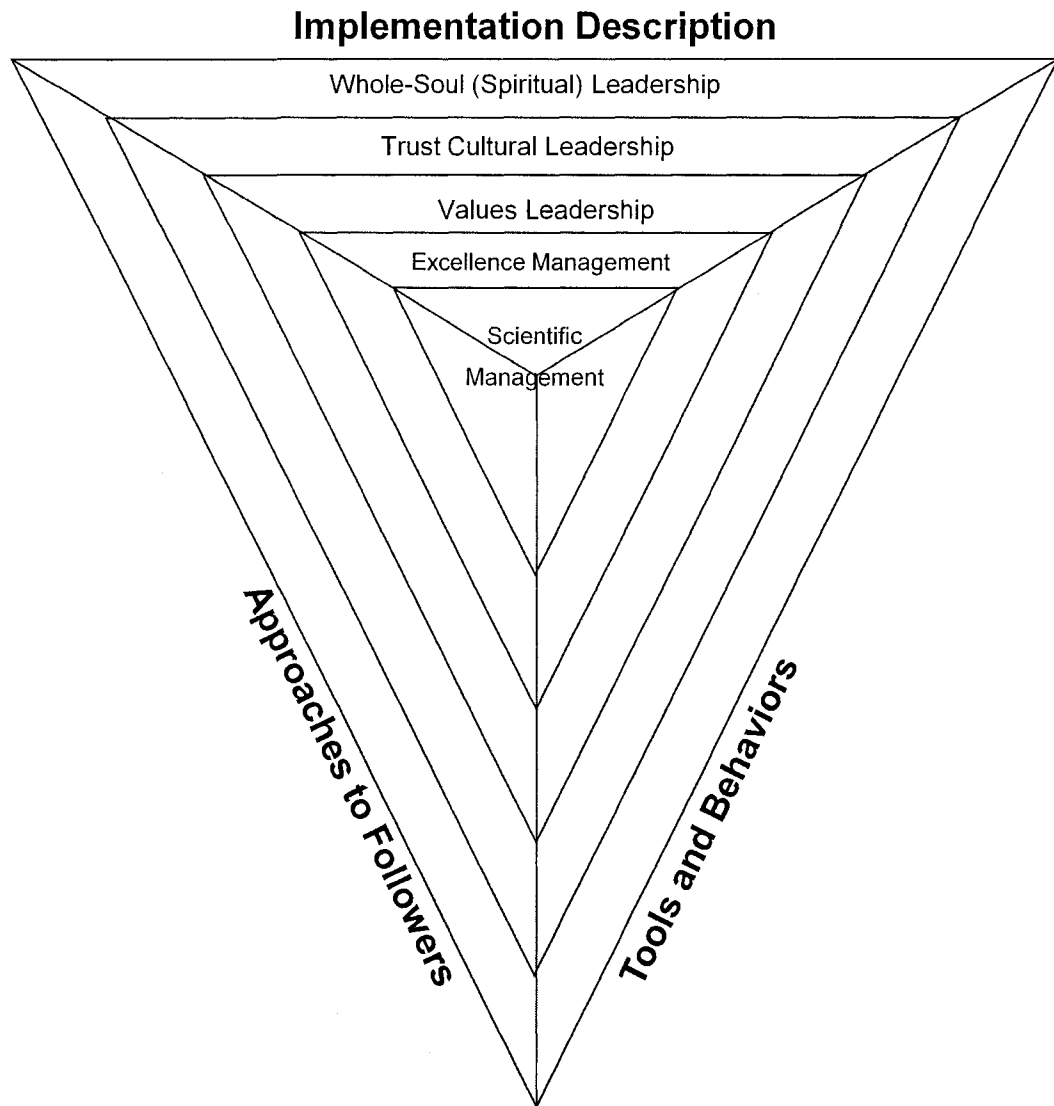 Implementation Description
Whole-Soul (Spiritual) Leadership
Trust Cultural Leadership
Values Leadership
Excellence Management
Scientific
Management
Approaches to Followers
Tools and Behaviors